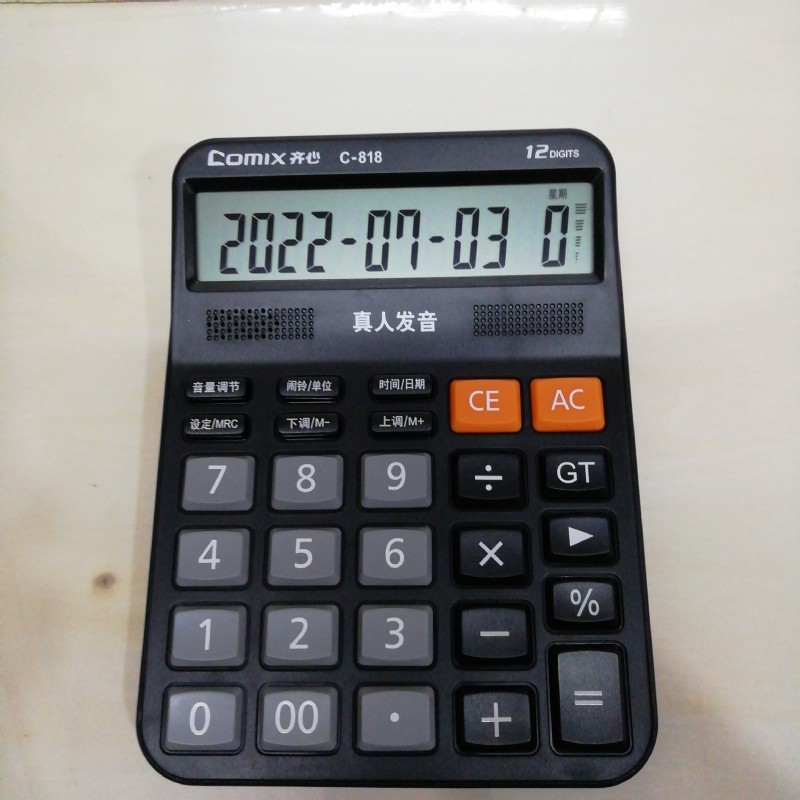 Comix 齐心 C-818 12 DIGITS
星期
2022-07-03 0
真人发音
音量调节 闹铃/单位 时间/日期 CE AC
设定/MRC 下调/M- 上调/M+
7 8 9 ÷ GT
4 5 6 × ▶
1 2 3 − %
0 00 . + =